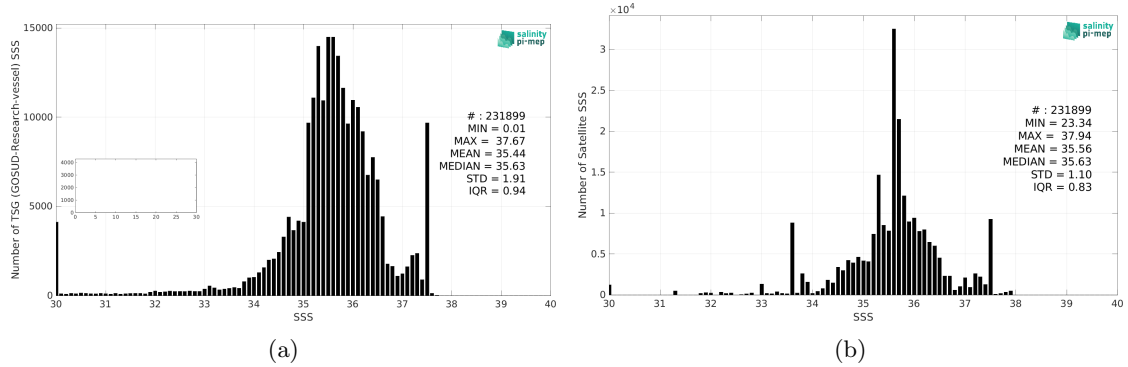 15000
10000
5000
0
Number of TSG (GOSUD-Research-vessel) SSS
salinity
pi-mep
# : 231899
MIN = 0.01
MAX = 37.67
MEAN = 35.44
MEDIAN = 35.63
STD = 1.91
IQR = 0.94
4000
3000
2000
1000
0
0 5 10 15 20 25 30
30 31 32 33 34 35 36 37 38 39 40
SSS
(a)
×10⁴
3
2.5
2
1.5
1
0.5
0
Number of Satellite SSS
salinity
pi-mep
# : 231899
MIN = 23.34
MAX = 37.94
MEAN = 35.56
MEDIAN = 35.63
STD = 1.10
IQR = 0.83
30 31 32 33 34 35 36 37 38 39 40
SSS
(b)